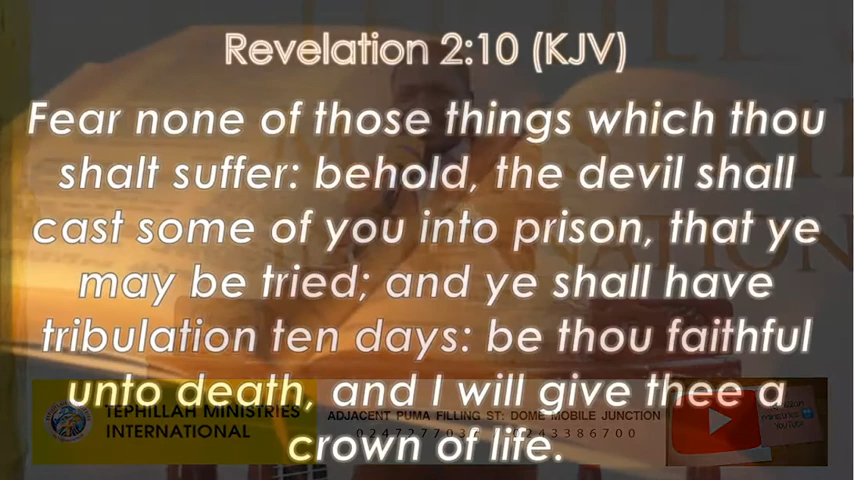 Revelation 2:10 (KJV)
Fear none of those things which thou
shalt suffer: behold, the devil shall
cast some of you into prison, that ye
may be tried; and ye shall have
tribulation ten days: be thou faithful
unto death, and I will give thee a
crown of life.
TEPHILLAH MINISTRIES
INTERNATIONAL
ADJACENT PUMA FILLING ST: DOME MOBILE JUNCTION
0243386700
YouTube